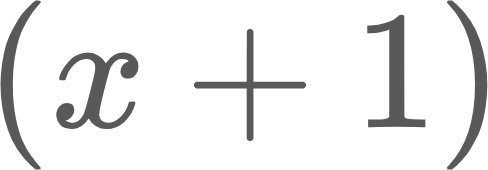 (x + 1)